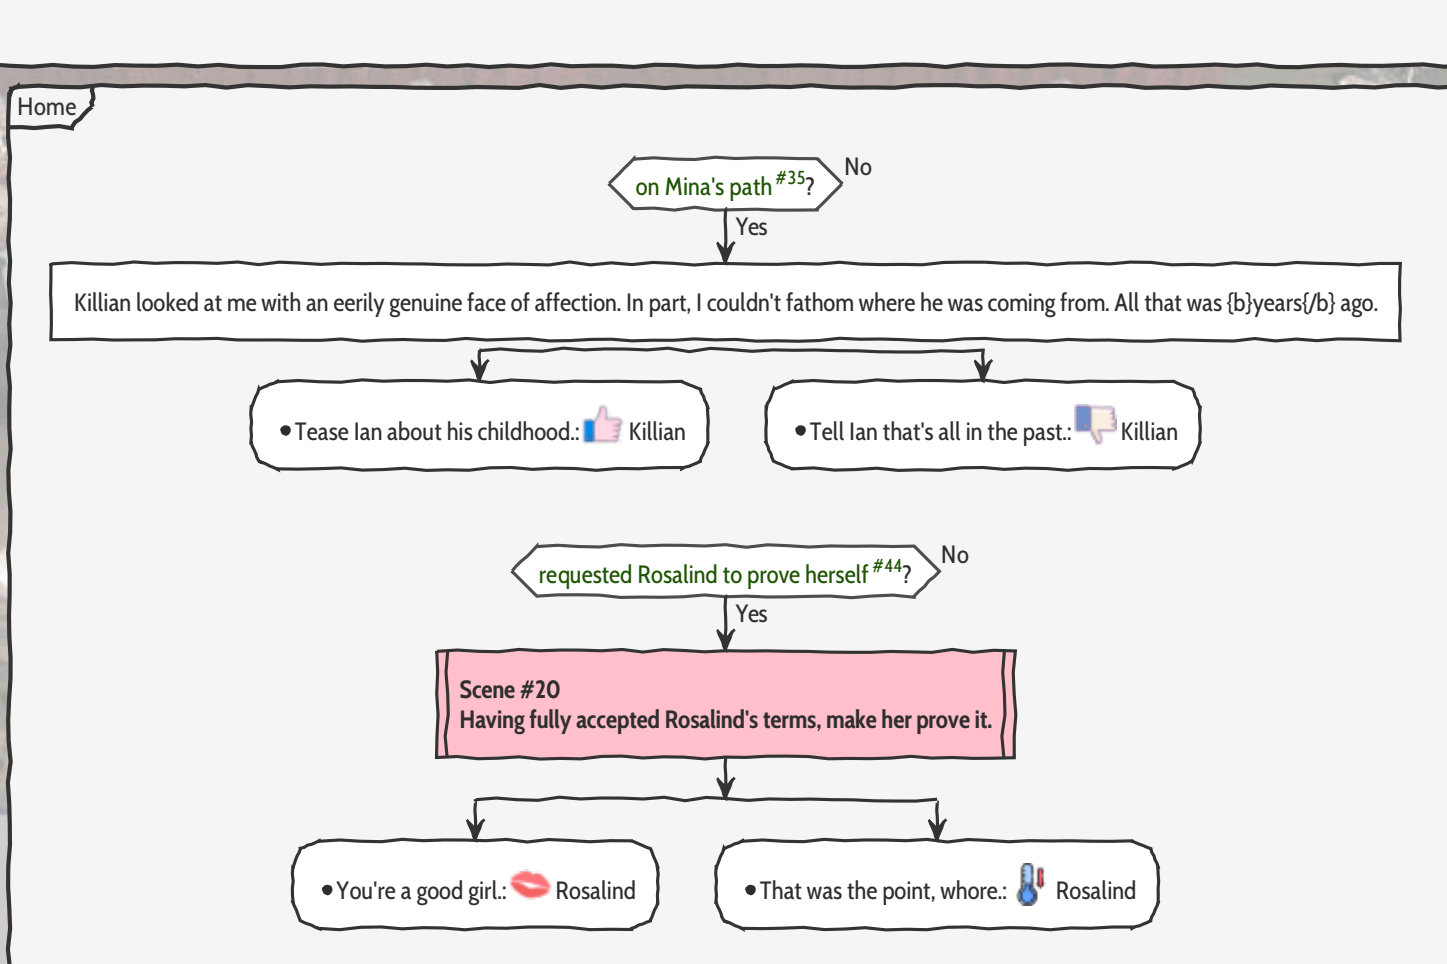 Home
on Mina's path #35?
No
Yes
Killian looked at me with an eerily genuine face of affection. In part, I couldn't fathom where he was coming from. All that was {b}years{/b} ago.
•Tease Ian about his childhood.: Killian
•Tell Ian that's all in the past.: Killian
requested Rosalind to prove herself #44?
No
Yes
Scene #20
Having fully accepted Rosalind's terms, make her prove it.
•You're a good girl.: Rosalind
•That was the point, whore.: Rosalind